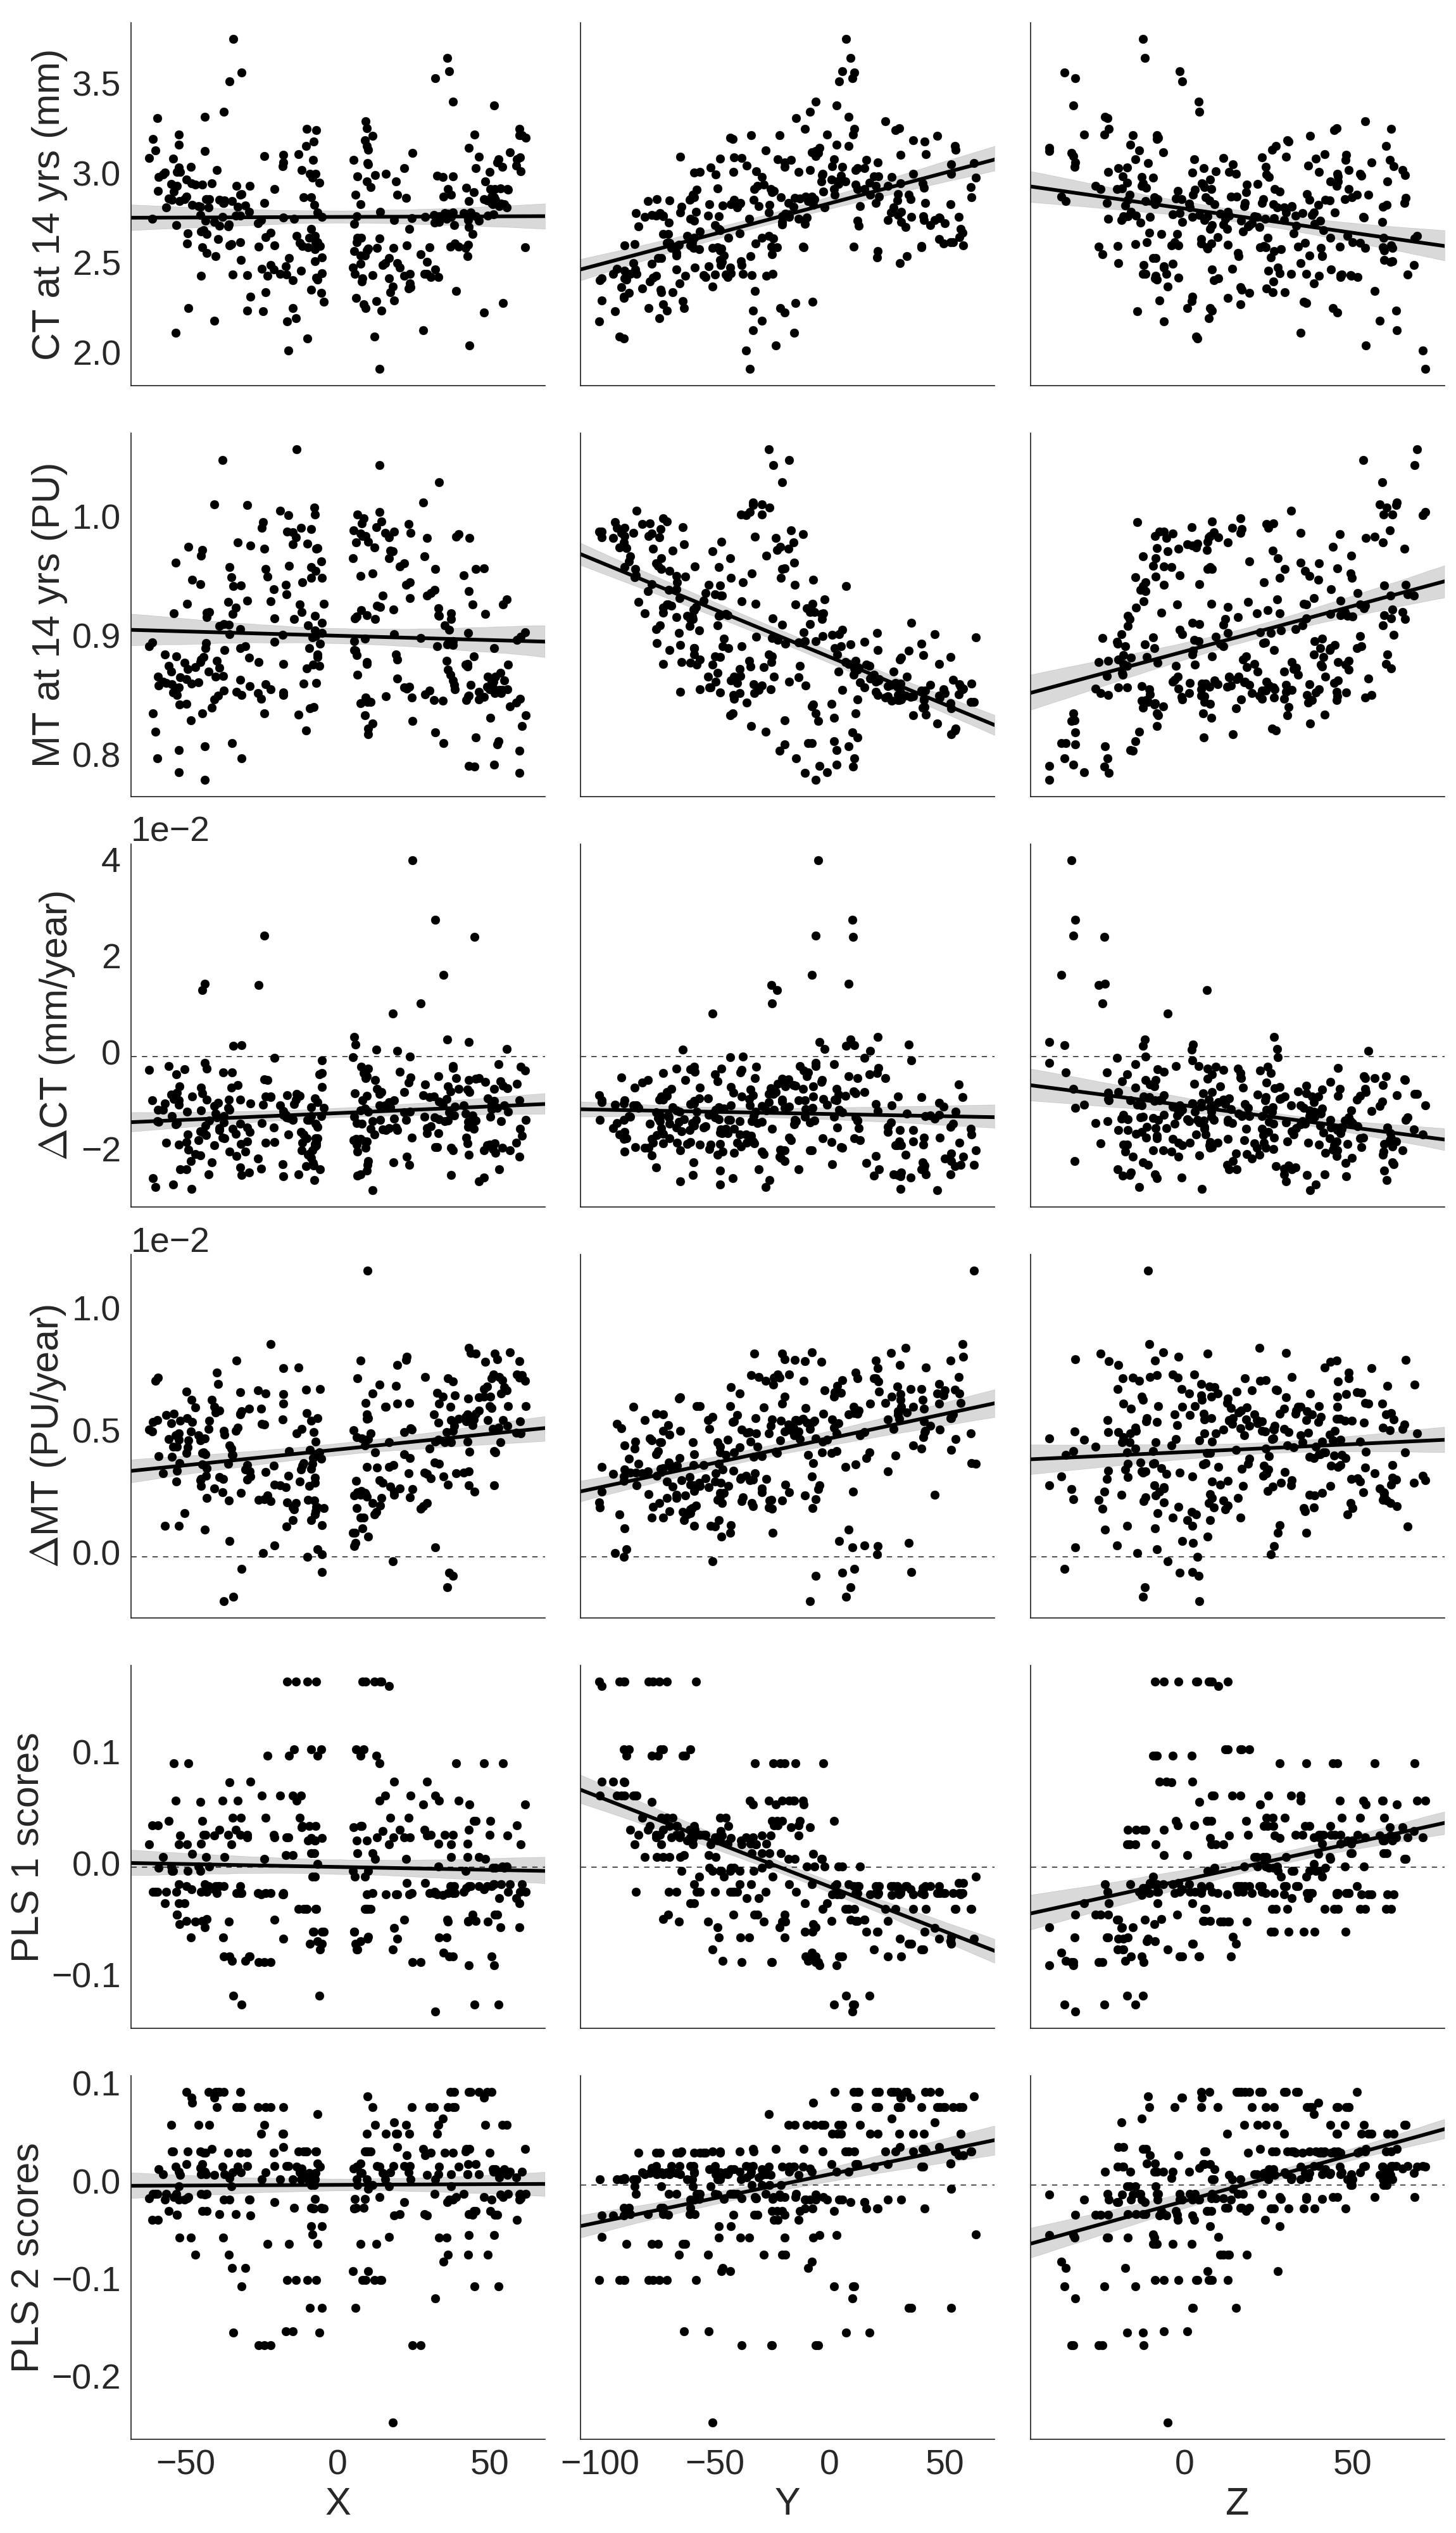 CT at 14 yrs (mm)
3.5
3.0
2.5
2.0
MT at 14 yrs (PU)
1.0
0.9
0.8
1e−2
ΔCT (mm/year)
4
2
0
−2
1e−2
ΔMT (PU/year)
1.0
0.5
0.0
PLS 1 scores
0.1
0.0
−0.1
PLS 2 scores
0.1
0.0
−0.1
−0.2
−50 0 50 −100 −50 0 50 0 50
X Y Z